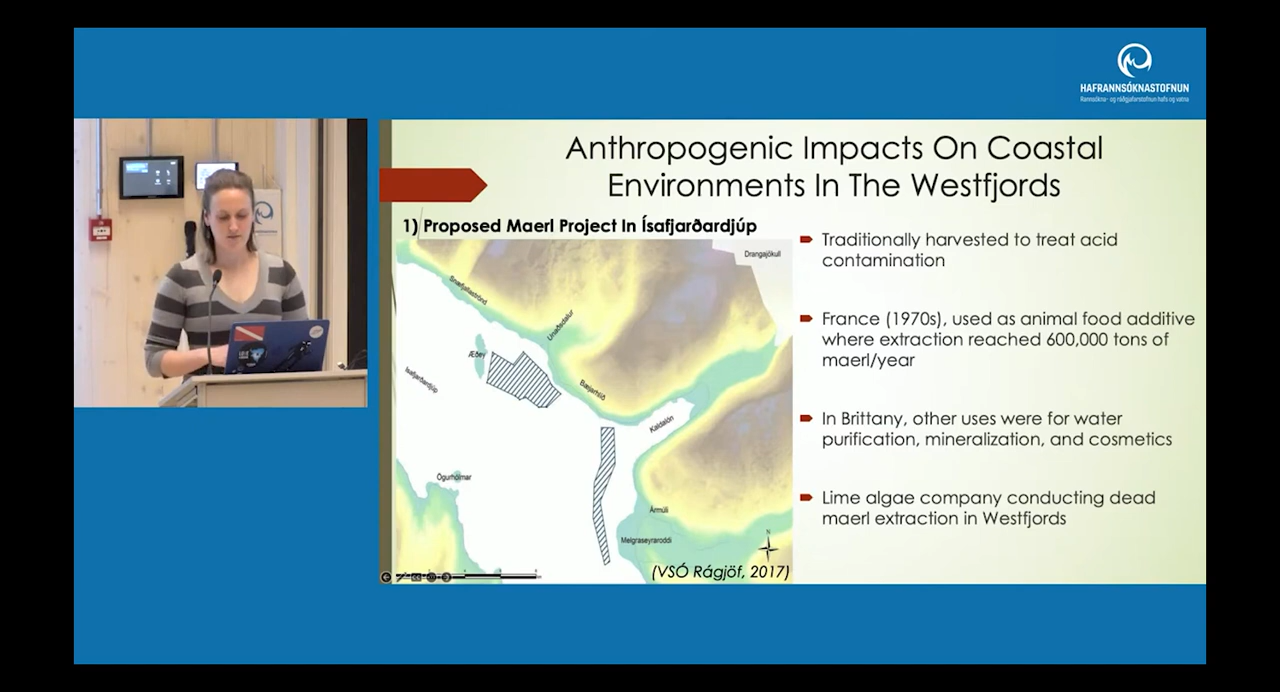 HAFRANNSÓKNASTOFNUN
Rannsókna- og ráðgjafarstofnun hafs og vatna
Anthropogenic Impacts On Coastal
Environments In The Westfjords
1) Proposed Maerl Project In Ísafjarðardjúp
Drangajökull
Snæfjallaströnd
Unaðsdalur
Æðey
Ísafjarðardjúp
Bæjarhlíð
Kaldalón
Ögurhólmar
Ármúli
Melgraseyraroddi
N
(VSÓ Rágjöf, 2017)
Traditionally harvested to treat acid
contamination
France (1970s), used as animal food additive
where extraction reached 600,000 tons of
maerl/year
In Brittany, other uses were for water
purification, mineralization, and cosmetics
Lime algae company conducting dead
maerl extraction in Westfjords